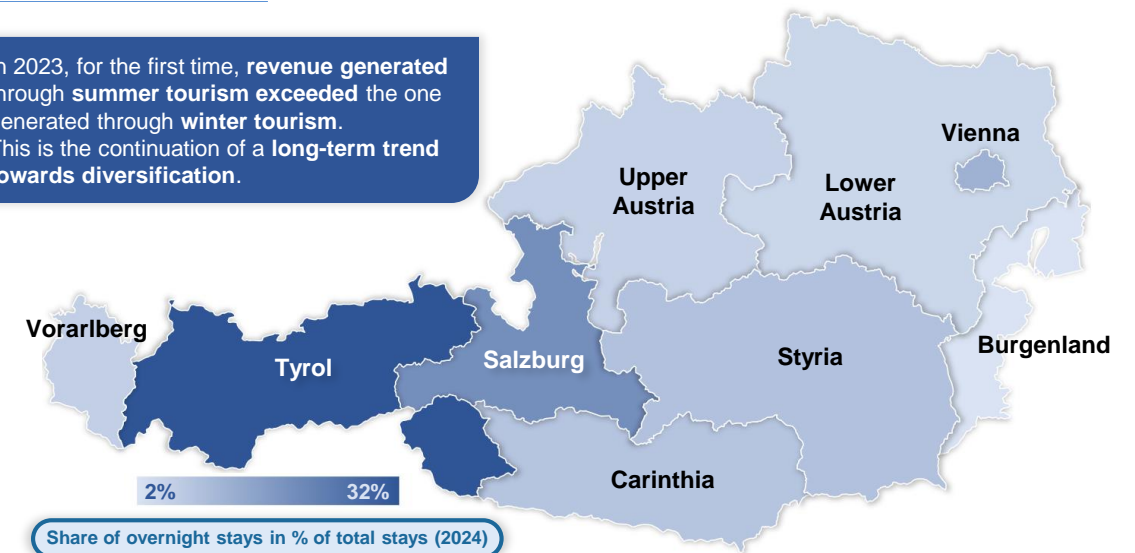 n 2023, for the first time, revenue generated
hrough summer tourism exceeded the one
enerated through winter tourism.
This is the continuation of a long-term trend
owards diversification.
Vienna
Upper
Austria
Lower
Austria
Vorarlberg
Tyrol
Salzburg
Styria
Burgenland
Carinthia
2%
32%
Share of overnight stays in % of total stays (2024)